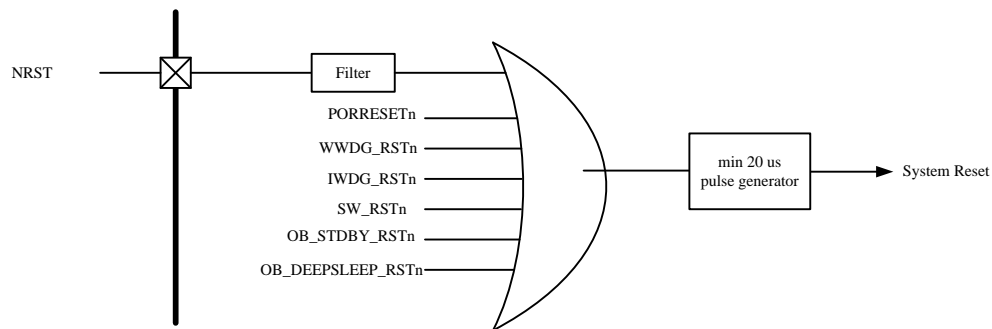 NRST
Filter
PORRESETn
WWDG_RSTn
IWDG_RSTn
SW_RSTn
OB_STDBY_RSTn
OB_DEEPSLEEP_RSTn
min 20 us
pulse generator
System Reset